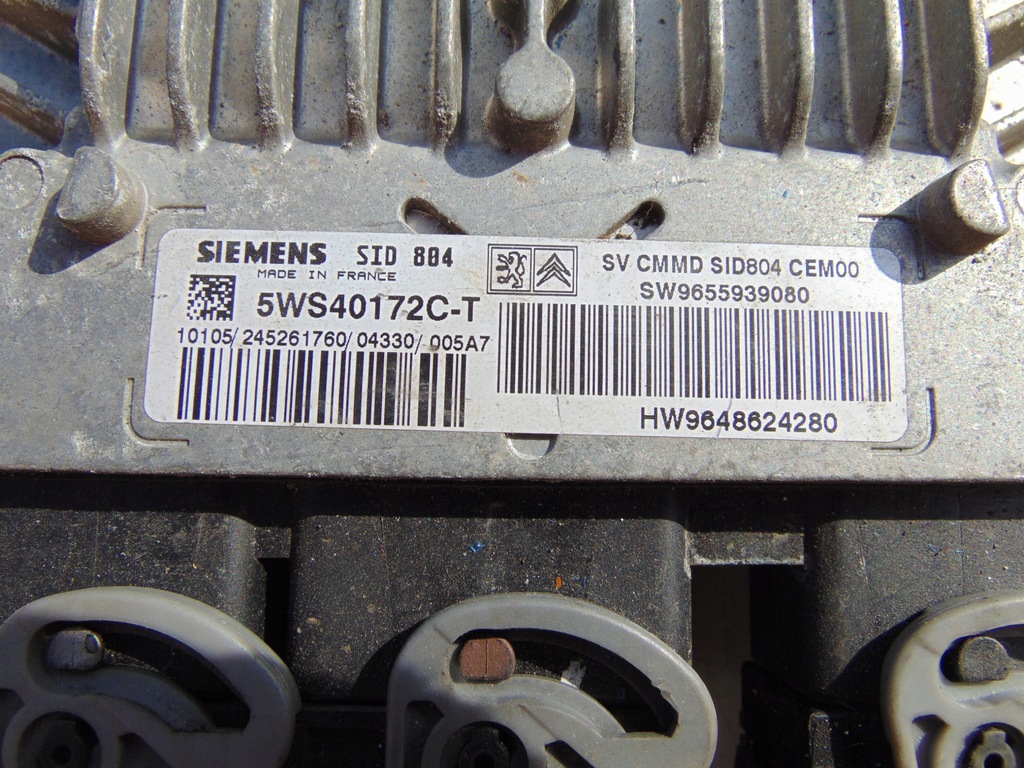 SIEMENS SID 804
MADE IN FRANCE
5WS40172C-T
10105/ 245261760/ 04330/ 005A7
SV CMMD SID804 CEM00
SW9655939080
HW9648624280